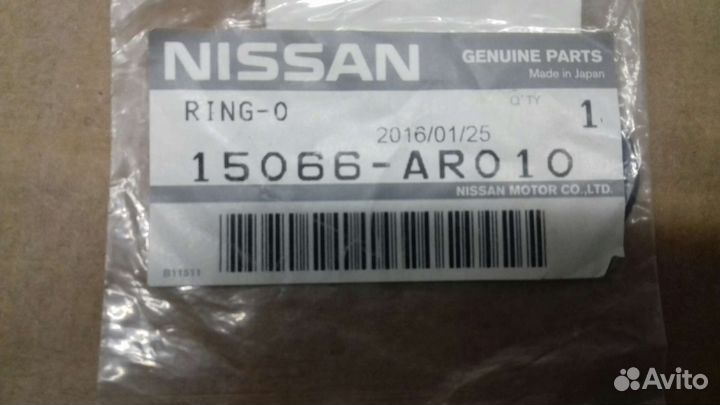 NISSAN
GENUINE PARTS
Made in Japan
RING-O
Q'TY
1
2016/01/25
15066-AR010
NISSAN MOTOR CO.,LTD.
B11511
Avito